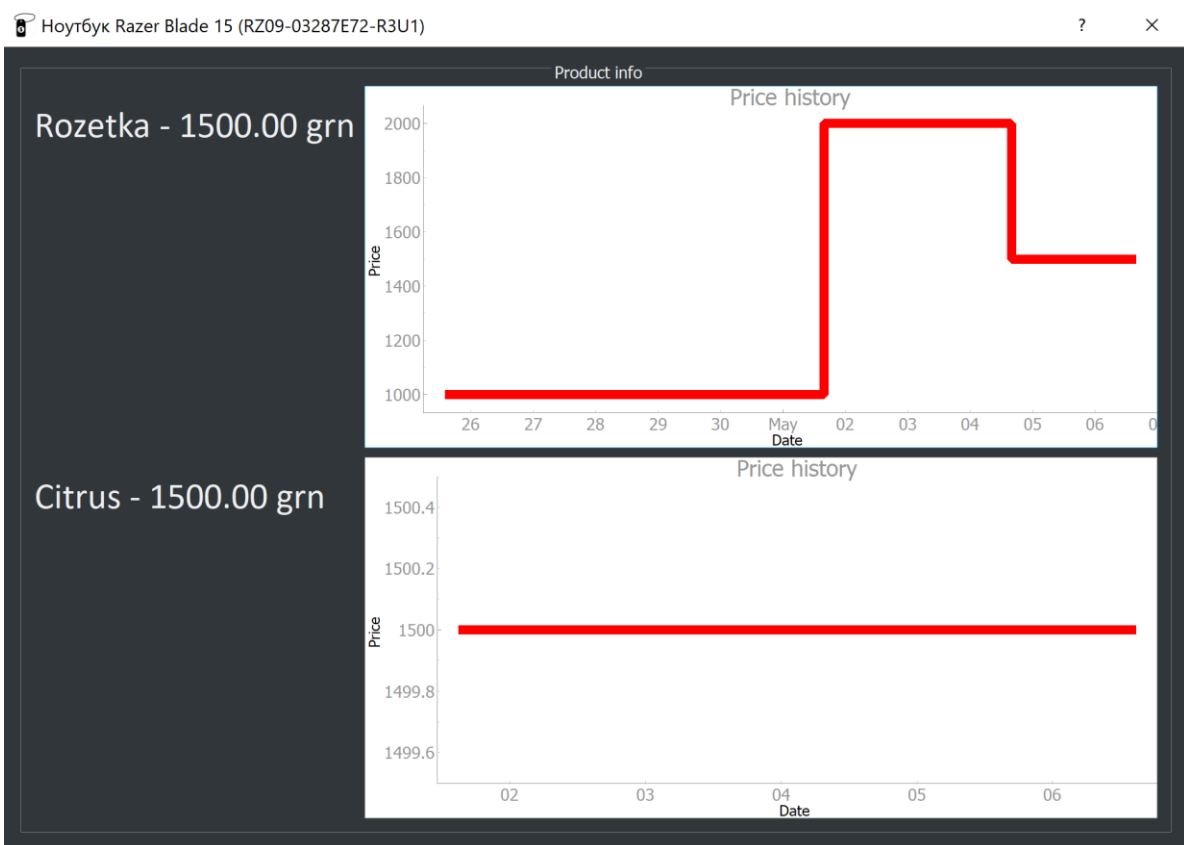 Ноутбук Razer Blade 15 (RZ09-03287E72-R3U1)
?
Product info
Rozetka - 1500.00 grn
Price history
2000
1800
1600
1400
1200
1000
Price
26 27 28 29 30 May 02 03 04 05 06 0
Date
Citrus - 1500.00 grn
Price history
1500.4
1500.2
1500
1499.8
1499.6
Price
02 03 04 05 06
Date